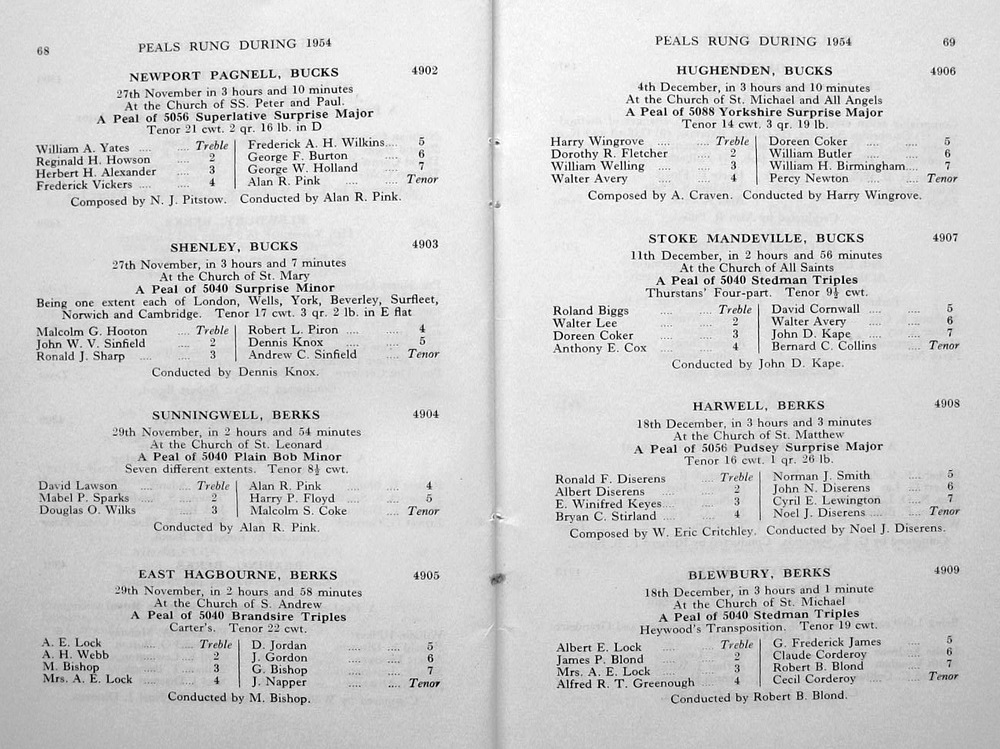 68 PEALS RUNG DURING 1954
NEWPORT PAGNELL, BUCKS 4902
27th November in 3 hours and 10 minutes
At the Church of SS. Peter and Paul.
A Peal of 5056 Superlative Surprise Major
Tenor 21 cwt. 2 qr. 16 lb. in D
William A. Yates .... .... Treble | Frederick A. H. Wilkins.... 5
Reginald H. Howson .... 2 | George F. Burton .... 6
Herbert H. Alexander .... 3 | George W. Holland .... 7
Frederick Vickers .... .... 4 | Alan R. Pink .... .... Tenor
Composed by N. J. Pitstow. Conducted by Alan R. Pink.
SHENLEY, BUCKS 4903
27th November, in 3 hours and 7 minutes
At the Church of St. Mary
A Peal of 5040 Surprise Minor
Being one extent each of London, Wells, York, Beverley, Surfleet,
Norwich and Cambridge. Tenor 17 cwt. 3 qr. 2 lb. in E flat
Malcolm G. Hooton .... Treble | Robert L. Piron .... .... 4
John W. V. Sinfield .... 2 | Dennis Knox .... .... 5
Ronald J. Sharp .... .... 3 | Andrew C. Sinfield .... Tenor
Conducted by Dennis Knox.
SUNNINGWELL, BERKS 4904
29th November, in 2 hours and 54 minutes
At the Church of St. Leonard
A Peal of 5040 Plain Bob Minor
Seven different extents. Tenor 8½ cwt.
David Lawson .... .... Treble | Alan R. Pink .... .... 4
Mabel P. Sparks .... .... 2 | Harry P. Floyd .... .... 5
Douglas O. Wilks .... .... 3 | Malcolm S. Coke .... .... Tenor
Conducted by Alan R. Pink.
EAST HAGBOURNE, BERKS 4905
29th November, in 2 hours and 58 minutes
At the Church of S. Andrew
A Peal of 5040 Brandsire Triples
Carter's. Tenor 22 cwt.
A. E. Lock .... .... Treble | D. Jordan .... .... 5
A. H. Webb .... .... 2 | J. Gordon .... .... 6
M. Bishop .... .... 3 | G. Bishop .... .... 7
Mrs. A. E. Lock .... .... 4 | J. Napper .... .... Tenor
Conducted by M. Bishop.
PEALS RUNG DURING 1954 69
HUGHENDEN, BUCKS 4906
4th December, in 3 hours and 10 minutes
At the Church of St. Michael and All Angels
A Peal of 5088 Yorkshire Surprise Major
Tenor 14 cwt. 3 qr. 19 lb.
Harry Wingrove .... .... Treble | Doreen Coker .... .... 5
Dorothy R. Fletcher .... 2 | William Butler .... .... 6
William Welling .... .... 3 | William H. Birmingham.... 7
Walter Avery .... .... 4 | Percy Newton .... .... Tenor
Composed by A. Craven. Conducted by Harry Wingrove.
STOKE MANDEVILLE, BUCKS 4907
11th December, in 2 hours and 56 minutes
At the Church of All Saints
A Peal of 5040 Stedman Triples
Thurstans' Four-part. Tenor 9½ cwt.
Roland Biggs .... .... Treble | David Cornwall .... .... 5
Walter Lee .... .... 2 | Walter Avery .... .... 6
Doreen Coker .... .... 3 | John D. Kape .... .... 7
Anthony E. Cox .... .... 4 | Bernard C. Collins .... Tenor
Conducted by John D. Kape.
HARWELL, BERKS 4908
18th December, in 3 hours and 3 minutes
At the Church of St. Matthew
A Peal of 5056 Pudsey Surprise Major
Tenor 16 cwt. 1 qr. 26 lb.
Ronald F. Diserens .... Treble | Norman J. Smith .... 5
Albert Diserens .... .... 2 | John N. Diserens .... 6
E. Winifred Keyes.... .... 3 | Cyril E. Lewington .... 7
Bryan C. Stirland .... .... 4 | Noel J. Diserens .... .... Tenor
Composed by W. Eric Critchley. Conducted by Noel J. Diserens.
BLEWBURY, BERKS 4909
18th December, in 3 hours and 1 minute
At the Church of St. Michael
A Peal of 5040 Stedman Triples
Heywood's Transposition. Tenor 19 cwt.
Albert E. Lock .... .... Treble | G. Frederick James 5
James P. Blond .... .... 2 | Claude Corderoy .... 6
Mrs. A. E. Lock .... .... 3 | Robert B. Blond .... 7
Alfred R. T. Greenough 4 | Cecil Corderoy .... .... Tenor
Conducted by Robert B. Blond.